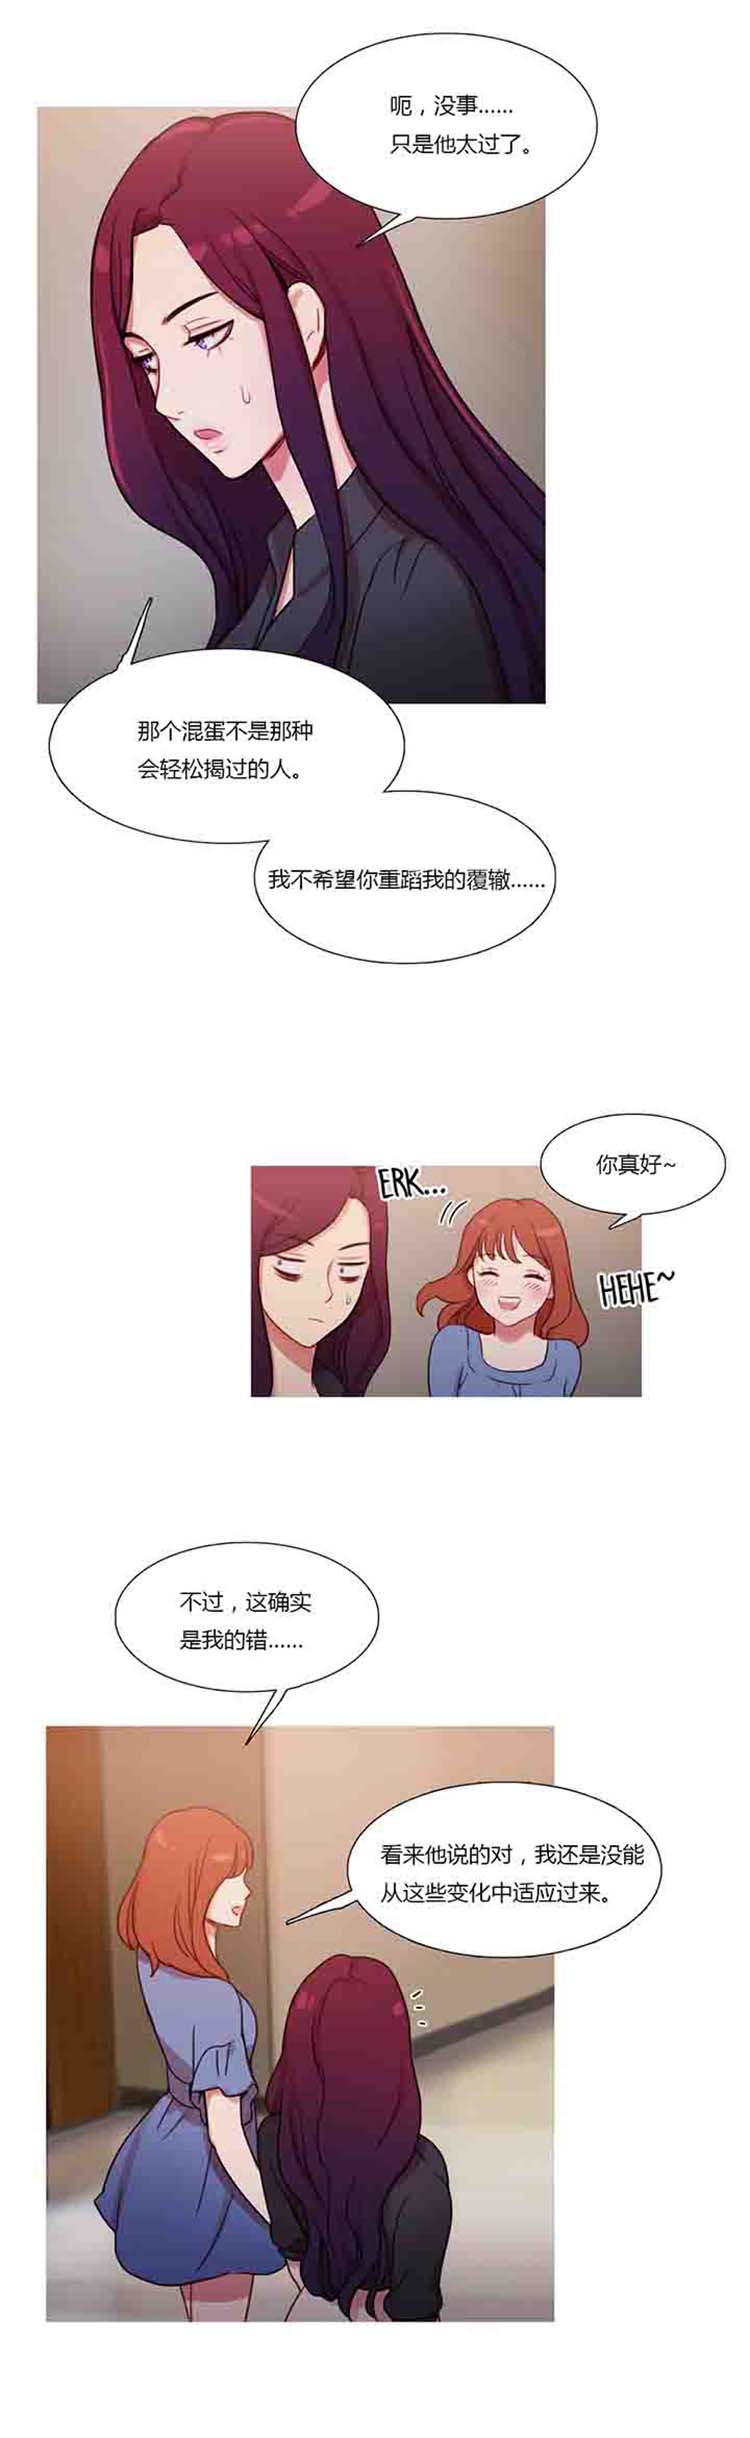 呃，没事……
只是他太过了。
那个混蛋不是那种
会轻松揭过的人。
我不希望你重蹈我的覆辙……
你真好~
ERK...
HEHE~
不过，这确实
是我的错……
看来他说的对，我还是没能
从这些变化中适应过来。